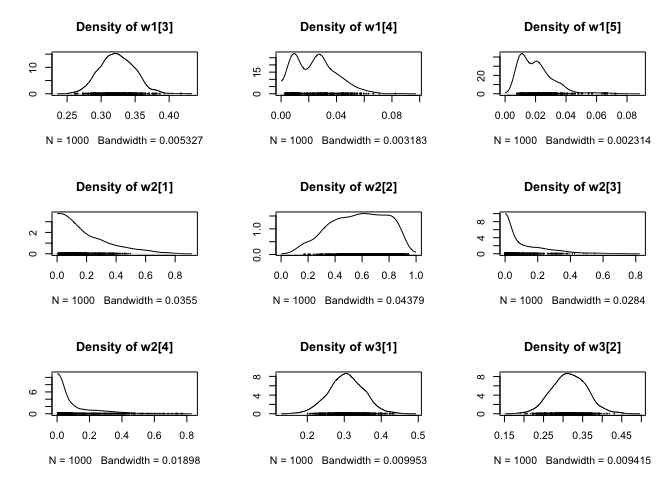 Density of w1[3] Density of w1[4] Density of w1[5]
0 10
0 15
0 20
0.25 0.30 0.35 0.40
0.00 0.04 0.08
0.00 0.02 0.04 0.06 0.08
N = 1000 Bandwidth = 0.005327 N = 1000 Bandwidth = 0.003183 N = 1000 Bandwidth = 0.002314
Density of w2[1] Density of w2[2] Density of w2[3]
0 2
0.0 1.0
0 4 8
0.0 0.2 0.4 0.6 0.8
0.0 0.2 0.4 0.6 0.8 1.0
0.0 0.2 0.4 0.6 0.8
N = 1000 Bandwidth = 0.0355 N = 1000 Bandwidth = 0.04379 N = 1000 Bandwidth = 0.0284
Density of w2[4] Density of w3[1] Density of w3[2]
0 6
0 4 8
0 4 8
0.0 0.2 0.4 0.6 0.8
0.2 0.3 0.4 0.5
0.15 0.25 0.35 0.45
N = 1000 Bandwidth = 0.01898 N = 1000 Bandwidth = 0.009953 N = 1000 Bandwidth = 0.009415